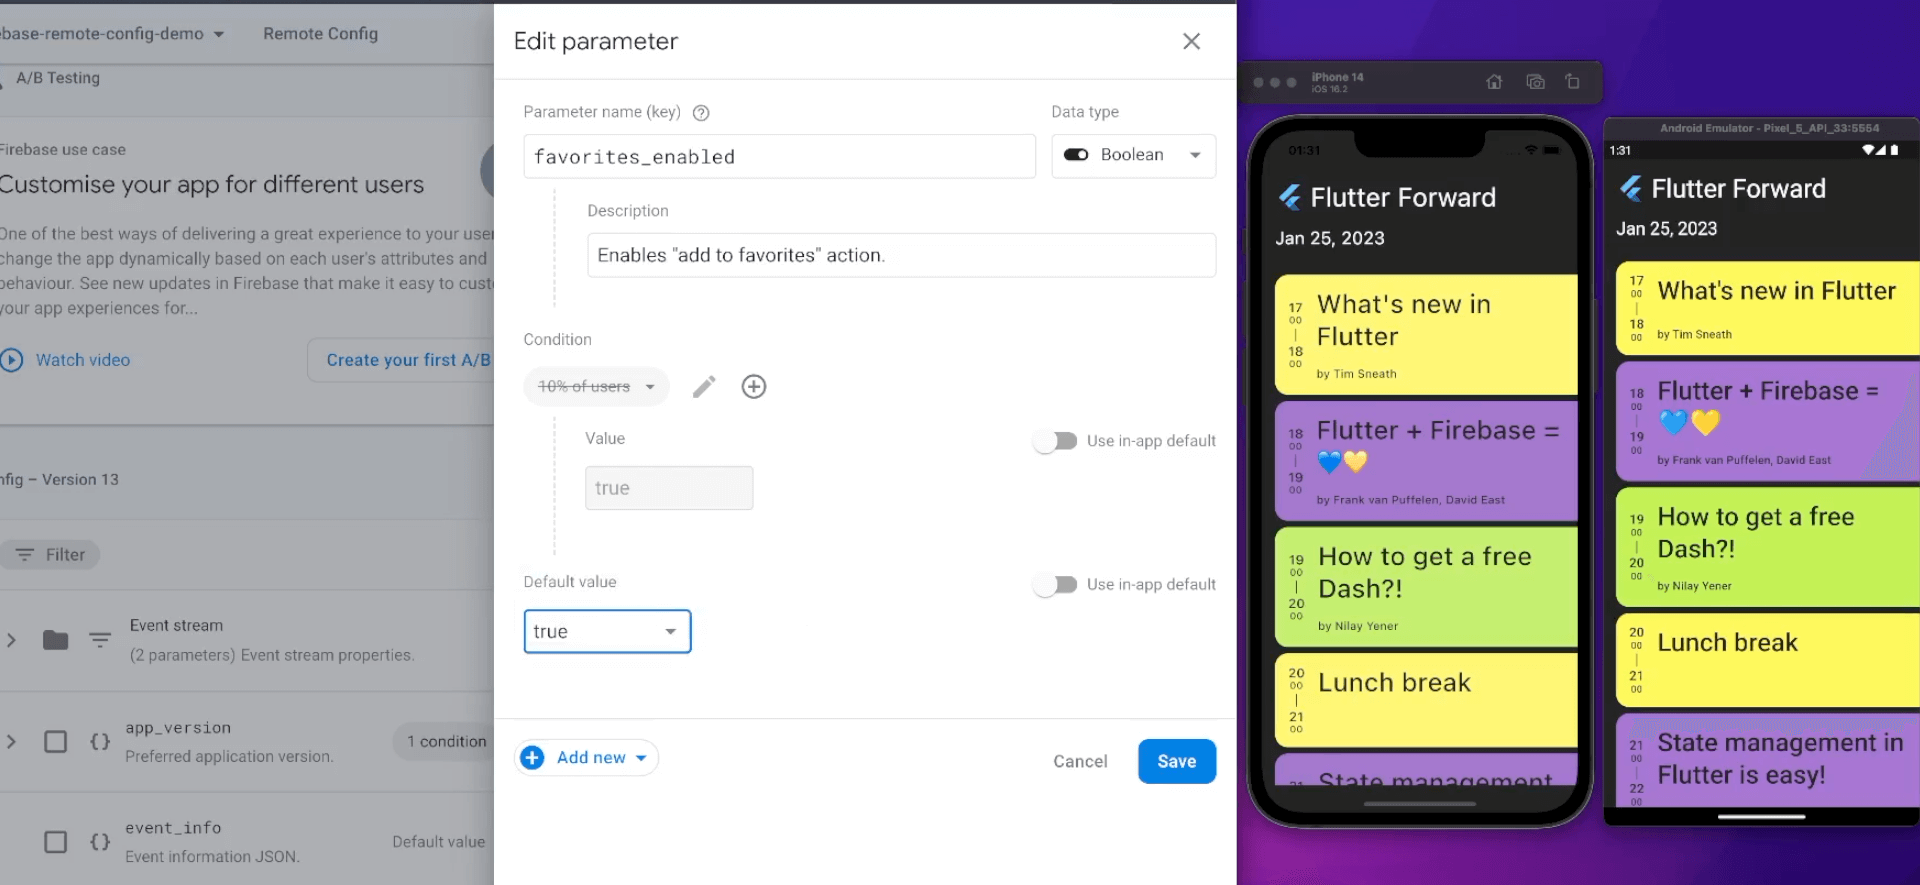 base-remote-config-demo
Remote Config
A/B Testing
Firebase use case
Customise your app for different users
One of the best ways of delivering a great experience to your use
change the app dynamically based on each user's attributes and
behaviour. See new updates in Firebase that make it easy to cust
your app experiences for...
Watch video
Create your first A/B
nfig – Version 13
Filter
Event stream
(2 parameters) Event stream properties.
app_version
Preferred application version.
1 condition
event_info
Event information JSON.
Default value
Edit parameter
Parameter name (key)
Data type
favorites_enabled
Boolean
Description
Enables "add to favorites" action.
Condition
10% of users
Value
Use in-app default
true
Default value
Use in-app default
true
Add new
Cancel
Save
iPhone 14
iOS 16.2
01:31
Flutter Forward
Jan 25, 2023
17
00
18
00
What's new in
Flutter
by Tim Sneath
18
00
19
00
Flutter + Firebase =
💙💛
by Frank van Puffelen, David East
19
00
20
00
How to get a free
Dash?!
by Nilay Yener
20
00
21
00
Lunch break
21
State management
Android Emulator - Pixel_5_API_33:5554
1:31
Flutter Forward
Jan 25, 2023
17
00
18
00
What's new in Flutter
by Tim Sneath
18
00
19
00
Flutter + Firebase =
💙💛
by Frank van Puffelen, David East
19
00
20
00
How to get a free
Dash?!
by Nilay Yener
20
00
21
00
Lunch break
21
00
22
00
State management in
Flutter is easy!